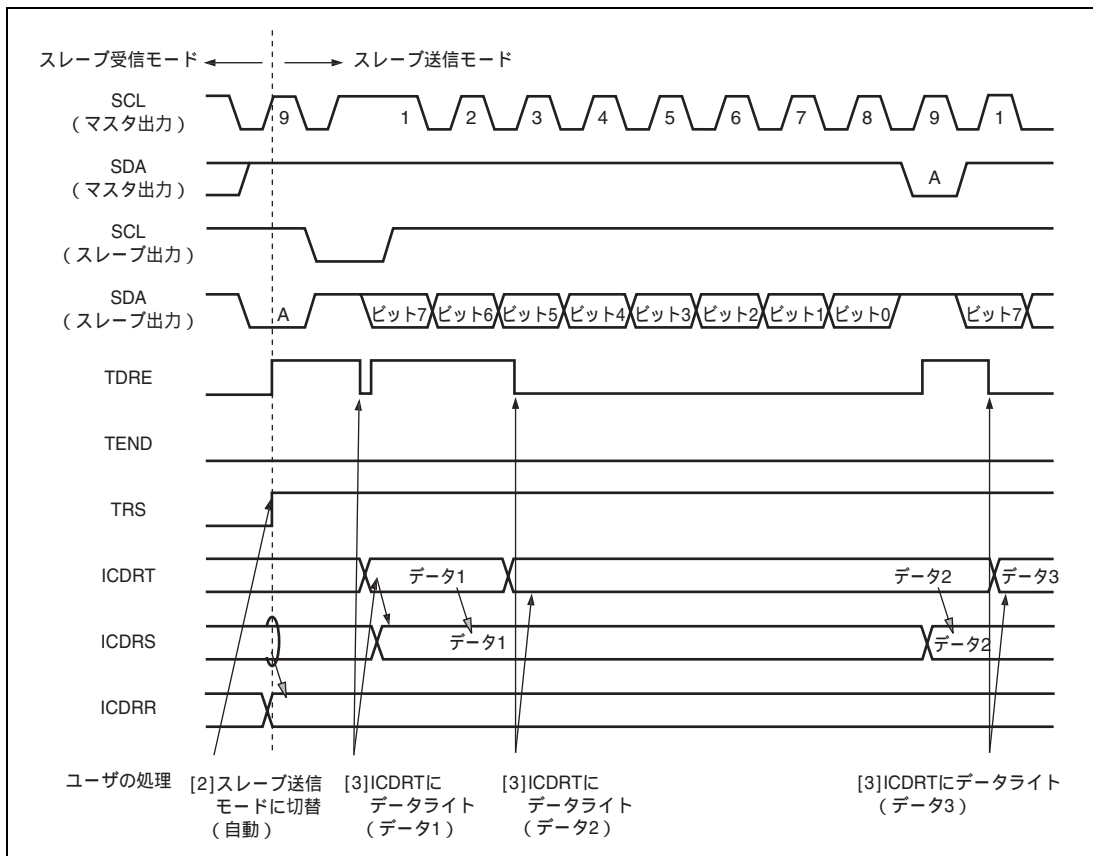 スレーブ受信モード　スレーブ送信モード
SCL
（マスタ出力）
9 1 2 3 4 5 6 7 8 9 1
SDA
（マスタ出力）
A
SCL
（スレーブ出力）
SDA
（スレーブ出力）
A ビット7 ビット6 ビット5 ビット4 ビット3 ビット2 ビット1 ビット0 ビット7
TDRE
TEND
TRS
ICDRT
データ1 データ2 データ3
ICDRS
データ1 データ2
ICDRR
ユーザの処理
[2]スレーブ送信
モードに切替
（自動）
[3]ICDRTに
データライト
（データ1）
[3]ICDRTに
データライト
（データ2）
[3]ICDRTにデータライト
（データ3）